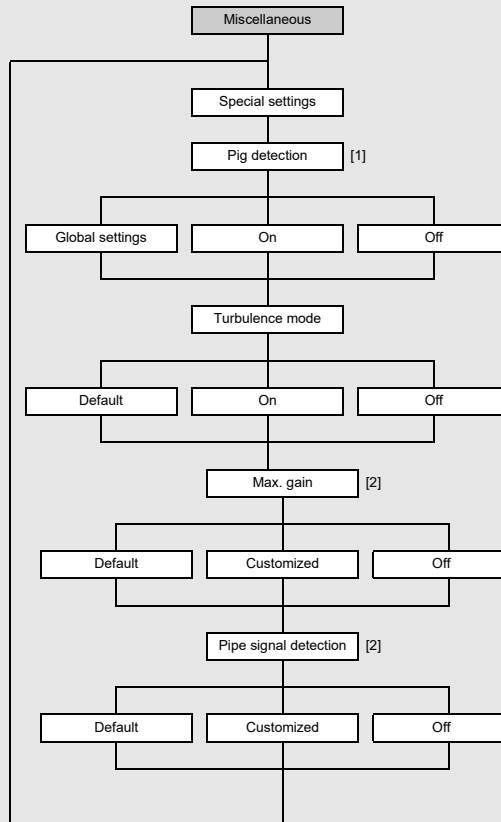 Miscellaneous
Special settings
Pig detection [1]
Global settings On Off
Turbulence mode
Default On Off
Max. gain [2]
Default Customized Off
Pipe signal detection [2]
Default Customized Off